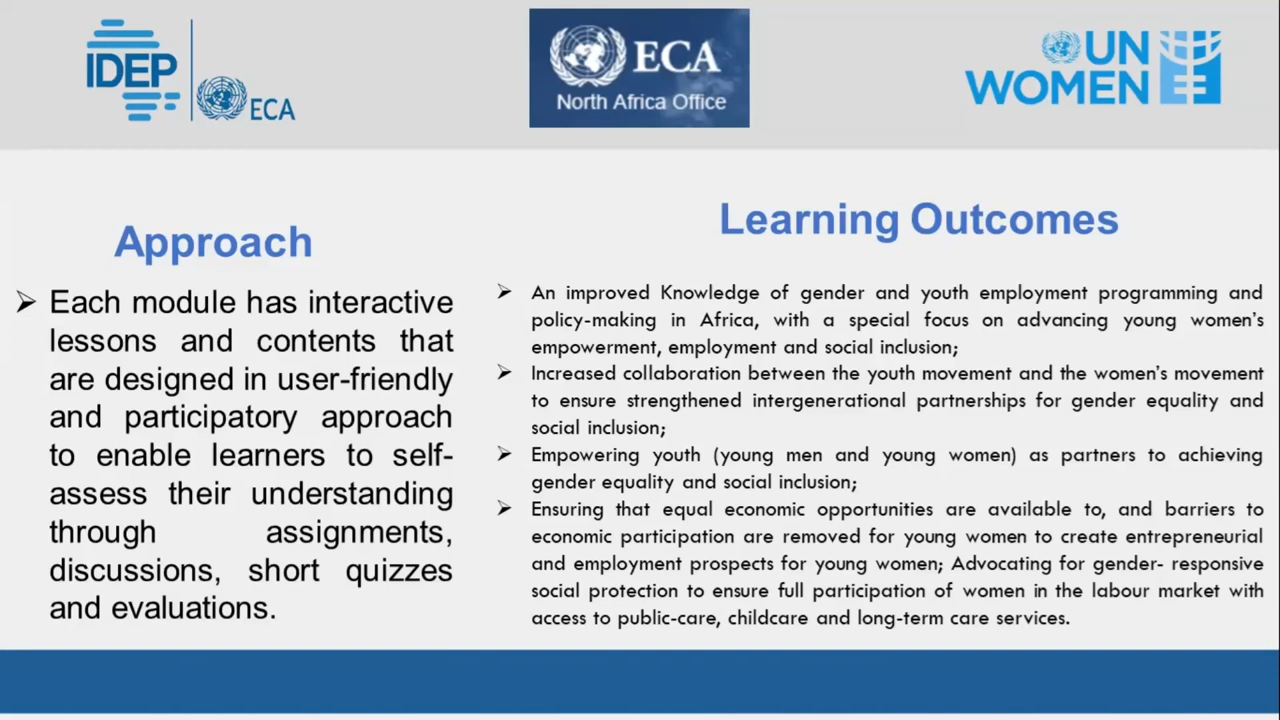 IDEP
ECA
ECA
North Africa Office
UN
WOMEN
Approach
➢ Each module has interactive
lessons and contents that
are designed in user-friendly
and participatory approach
to enable learners to self-
assess their understanding
through assignments,
discussions, short quizzes
and evaluations.
Learning Outcomes
➢ An improved Knowledge of gender and youth employment programming and
policy-making in Africa, with a special focus on advancing young women's
empowerment, employment and social inclusion;
➢ Increased collaboration between the youth movement and the women's movement
to ensure strengthened intergenerational partnerships for gender equality and
social inclusion;
➢ Empowering youth (young men and young women) as partners to achieving
gender equality and social inclusion;
➢ Ensuring that equal economic opportunities are available to, and barriers to
economic participation are removed for young women to create entrepreneurial
and employment prospects for young women; Advocating for gender- responsive
social protection to ensure full participation of women in the labour market with
access to public-care, childcare and long-term care services.